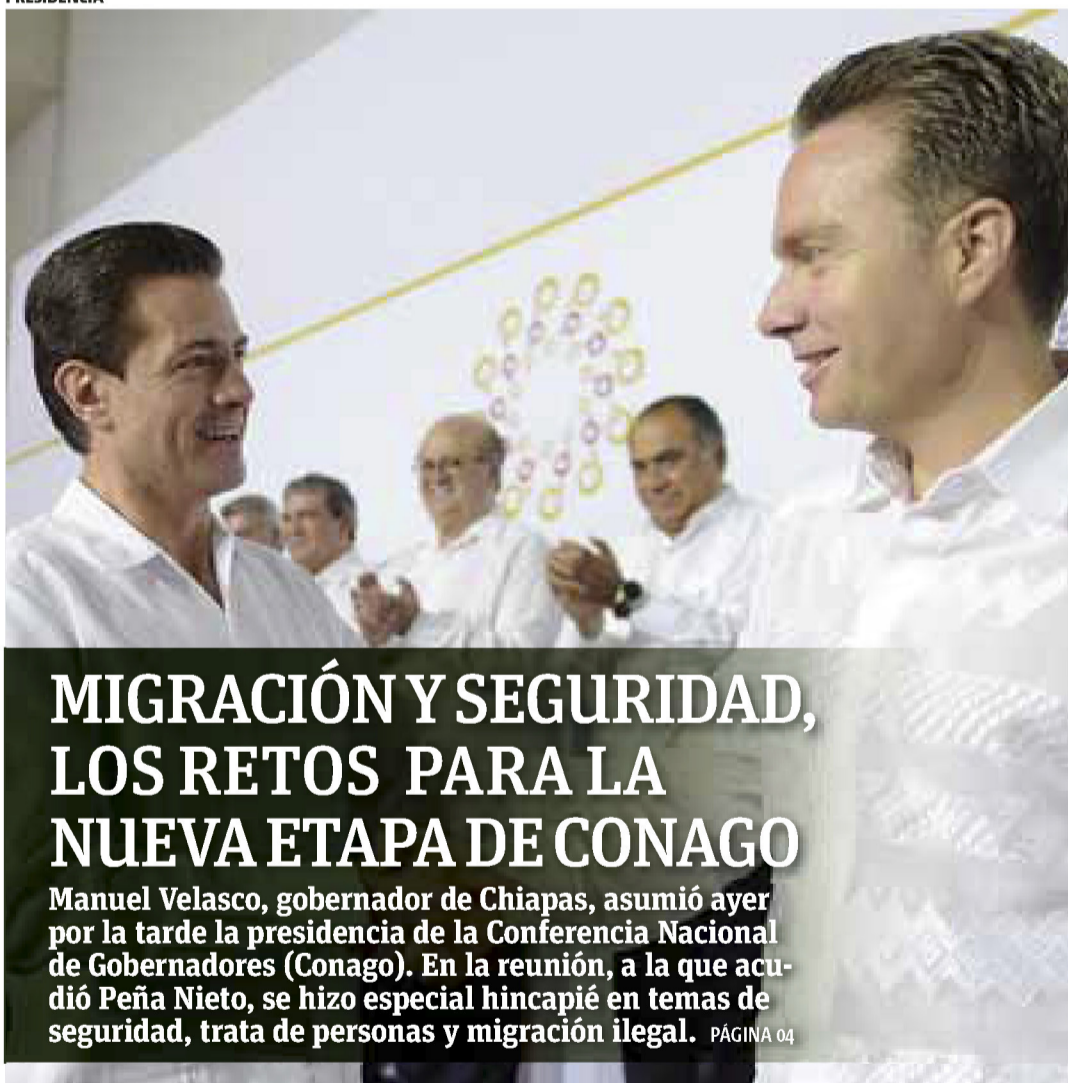 PRESIDENCIA
MIGRACIÓN Y SEGURIDAD,
LOS RETOS PARA LA
NUEVA ETAPA DE CONAGO
Manuel Velasco, gobernador de Chiapas, asumió ayer
por la tarde la presidencia de la Conferencia Nacional
de Gobernadores (Conago). En la reunión, a la que acu-
dió Peña Nieto, se hizo especial hincapié en temas de
seguridad, trata de personas y migración ilegal. PÁGINA 04